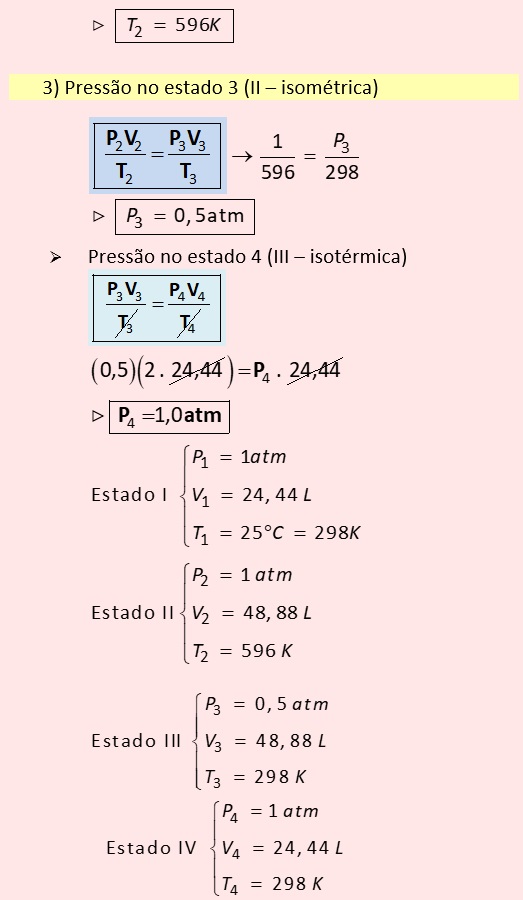 ▷ T₂ = 596K
3) Pressão no estado 3 (II – isométrica)
P₂V₂/T₂ = P₃V₃/T₃ → 1/596 = P₃/298
▷ P₃ = 0,5atm
➢ Pressão no estado 4 (III – isotérmica)
P₃V₃/T₃ = P₄V₄/T₄
(0,5)(2 . 24,44) = P₄ . 24,44
▷ P₄ =1,0atm
P₁ = 1atm
Estado I { V₁ = 24,44 L
T₁ = 25°C = 298K
P₂ = 1 atm
Estado II { V₂ = 48,88 L
T₂ = 596 K
P₃ = 0,5 atm
Estado III { V₃ = 48,88 L
T₃ = 298 K
P₄ = 1 atm
Estado IV { V₄ = 24,44 L
T₄ = 298 K